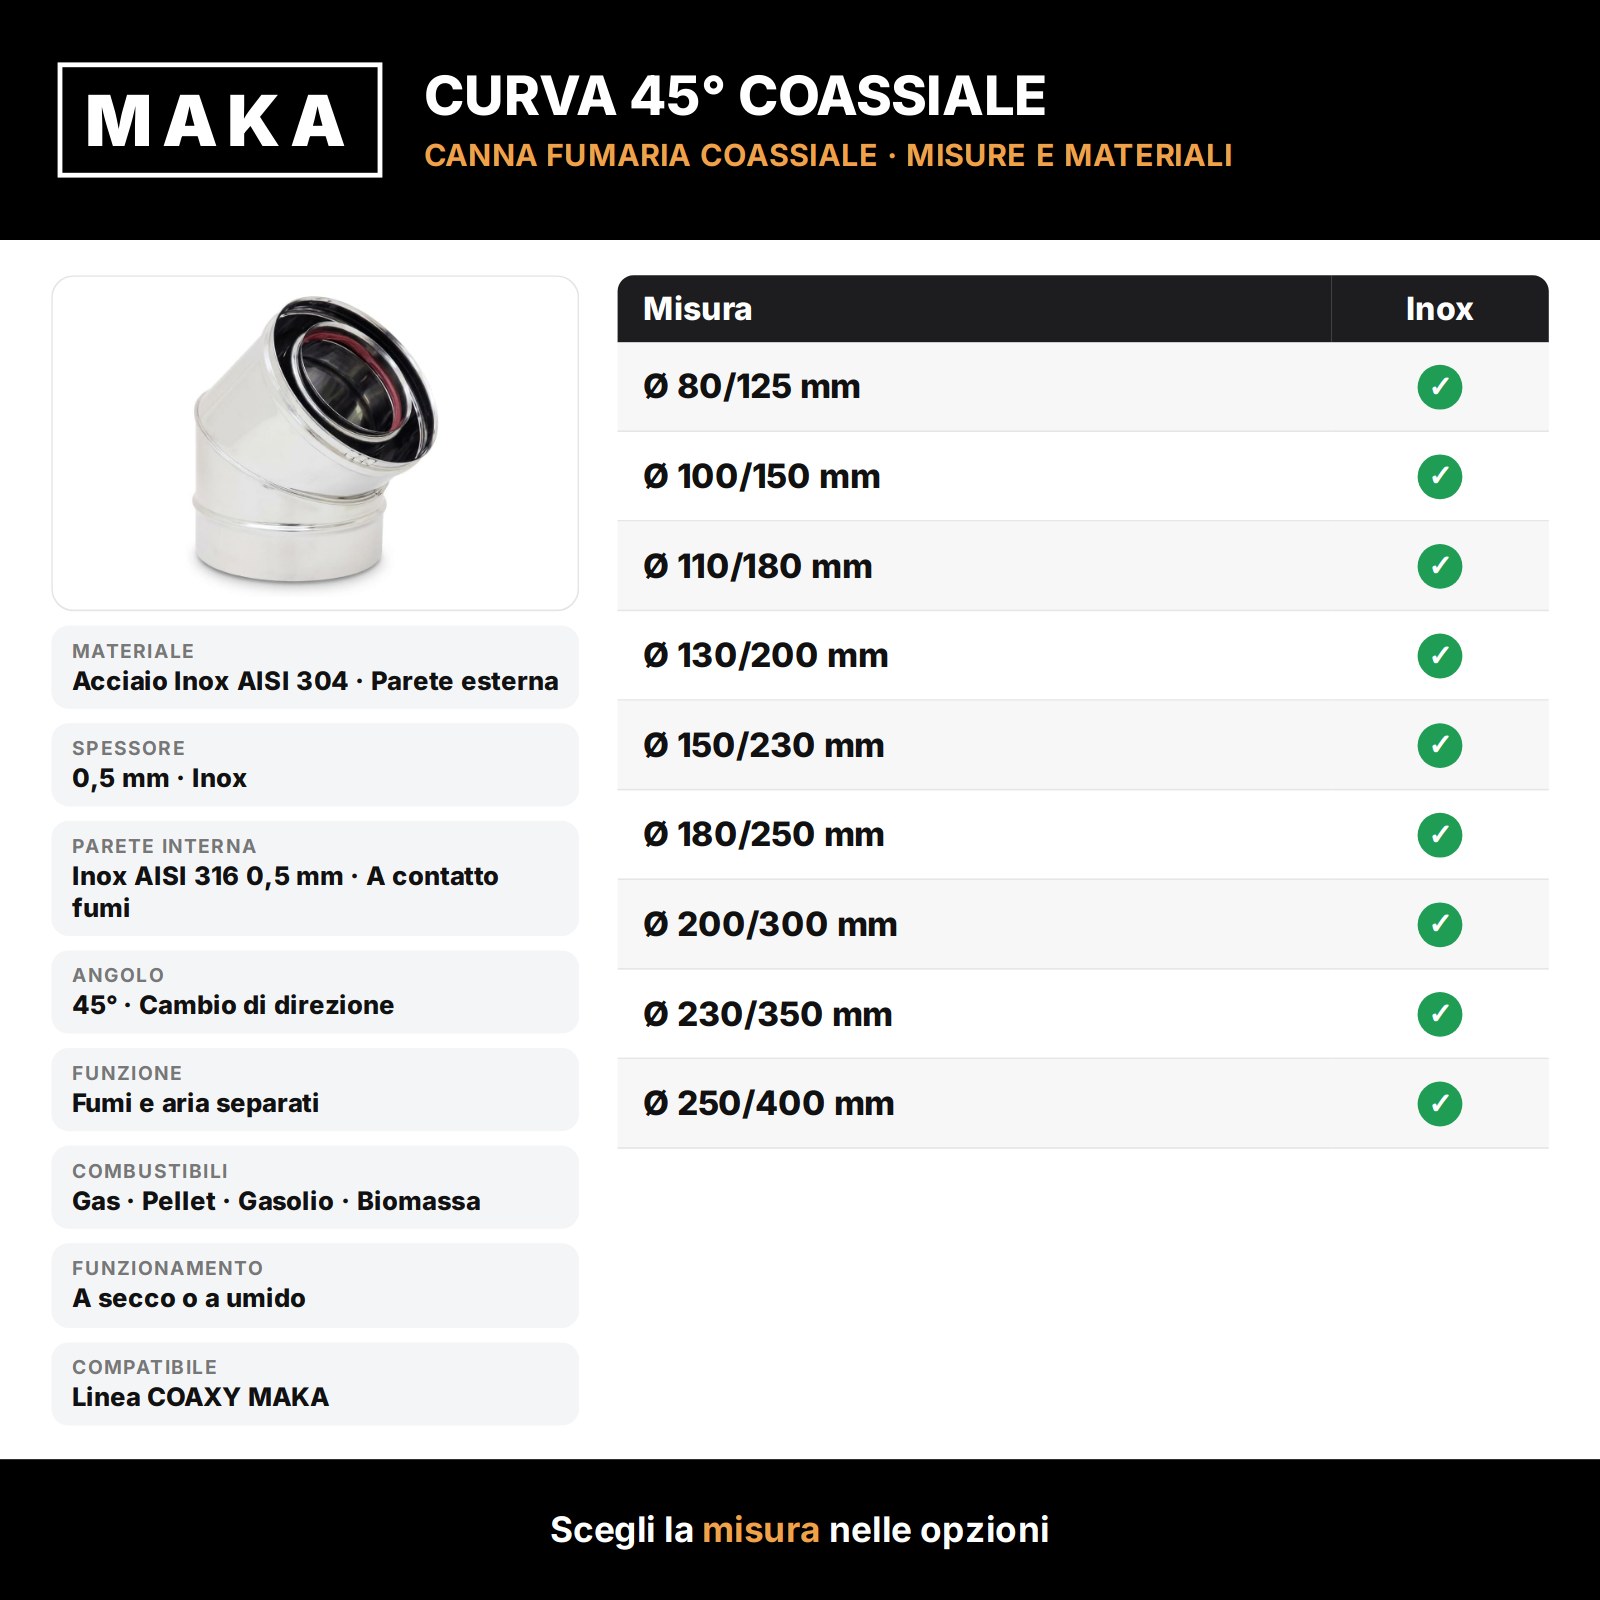 MAKA
CURVA 45° COASSIALE
CANNA FUMARIA COASSIALE · MISURE E MATERIALI
MATERIALE
Acciaio Inox AISI 304 · Parete esterna
SPESSORE
0,5 mm · Inox
PARETE INTERNA
Inox AISI 316 0,5 mm · A contatto
fumi
ANGOLO
45° · Cambio di direzione
FUNZIONE
Fumi e aria separati
COMBUSTIBILI
Gas · Pellet · Gasolio · Biomassa
FUNZIONAMENTO
A secco o a umido
COMPATIBILE
Linea COAXY MAKA
Misura Inox
Ø 80/125 mm ✓
Ø 100/150 mm ✓
Ø 110/180 mm ✓
Ø 130/200 mm ✓
Ø 150/230 mm ✓
Ø 180/250 mm ✓
Ø 200/300 mm ✓
Ø 230/350 mm ✓
Ø 250/400 mm ✓
Scegli la misura nelle opzioni